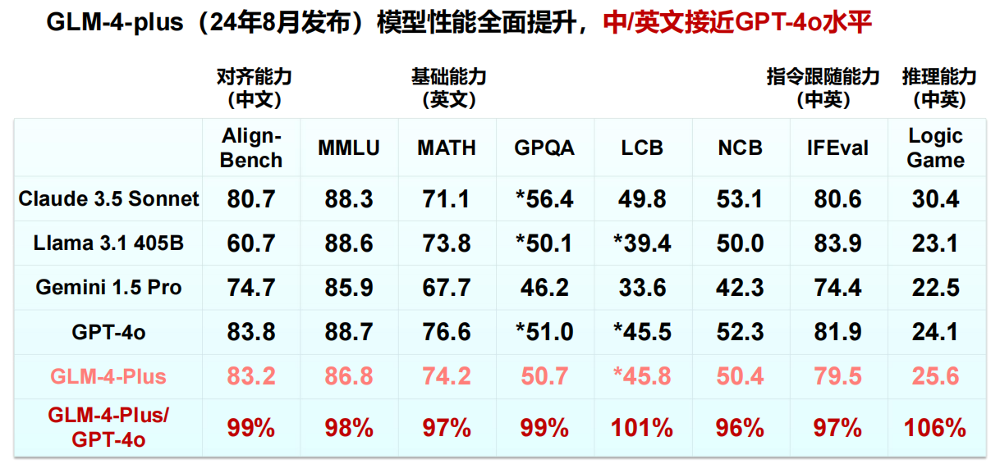 GLM-4-plus（24年8月发布）模型性能全面提升，中/英文接近GPT-4o水平
对齐能力 基础能力 指令跟随能力 推理能力
（中文） （英文） （中英） （中英）
Align-Bench MMLU MATH GPQA LCB NCB IFEval Logic Game
Claude 3.5 Sonnet 80.7 88.3 71.1 *56.4 49.8 53.1 80.6 30.4
Llama 3.1 405B 60.7 88.6 73.8 *50.1 *39.4 50.0 83.9 23.1
Gemini 1.5 Pro 74.7 85.9 67.7 46.2 33.6 42.3 74.4 22.5
GPT-4o 83.8 88.7 76.6 *51.0 *45.5 52.3 81.9 24.1
GLM-4-Plus 83.2 86.8 74.2 50.7 *45.8 50.4 79.5 25.6
GLM-4-Plus/ GPT-4o 99% 98% 97% 99% 101% 96% 97% 106%